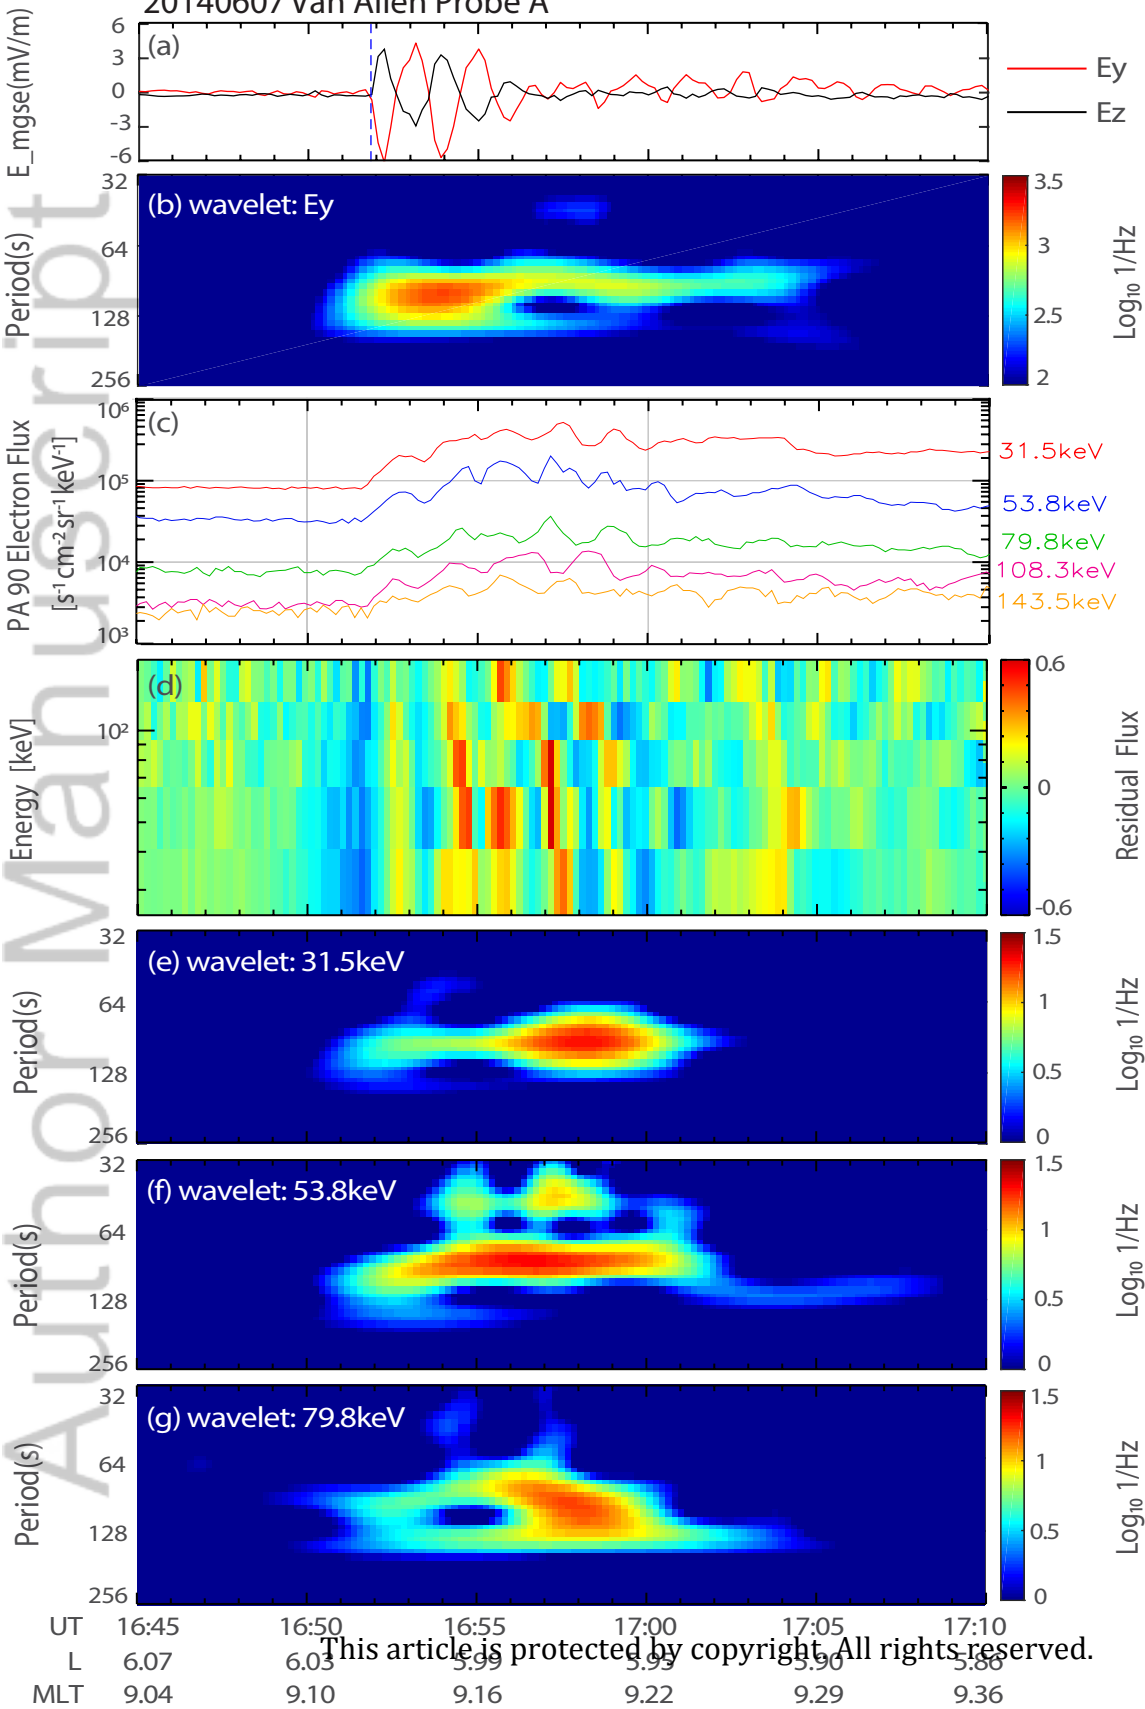 20140607 Van Allen Probe A
E_mgse(mV/m)
6
3
0
-3
-6
(a)
Ey
Ez
Period(s)
32
64
128
256
(b) wavelet: Ey
3.5
3
2.5
2
Log₁₀ 1/Hz
PA 90 Electron Flux
[s⁻¹ cm⁻² sr⁻¹ keV⁻¹]
10⁶
10⁵
10⁴
10³
(c)
31.5keV
53.8keV
79.8keV
108.3keV
143.5keV
Energy [keV]
10²
(d)
0.6
0
-0.6
Residual Flux
Period(s)
32
64
128
256
(e) wavelet: 31.5keV
1.5
1
0.5
0
Log₁₀ 1/Hz
Period(s)
32
64
128
256
(f) wavelet: 53.8keV
1.5
1
0.5
0
Log₁₀ 1/Hz
Period(s)
32
64
128
256
(g) wavelet: 79.8keV
1.5
1
0.5
0
Log₁₀ 1/Hz
UT 16:45 16:50 16:55 17:00 17:05 17:10
This article is protected by copyright. All rights reserved.
L 6.07 6.03 5.99 5.95 5.90 5.86
MLT 9.04 9.10 9.16 9.22 9.29 9.36
Author Manuscript